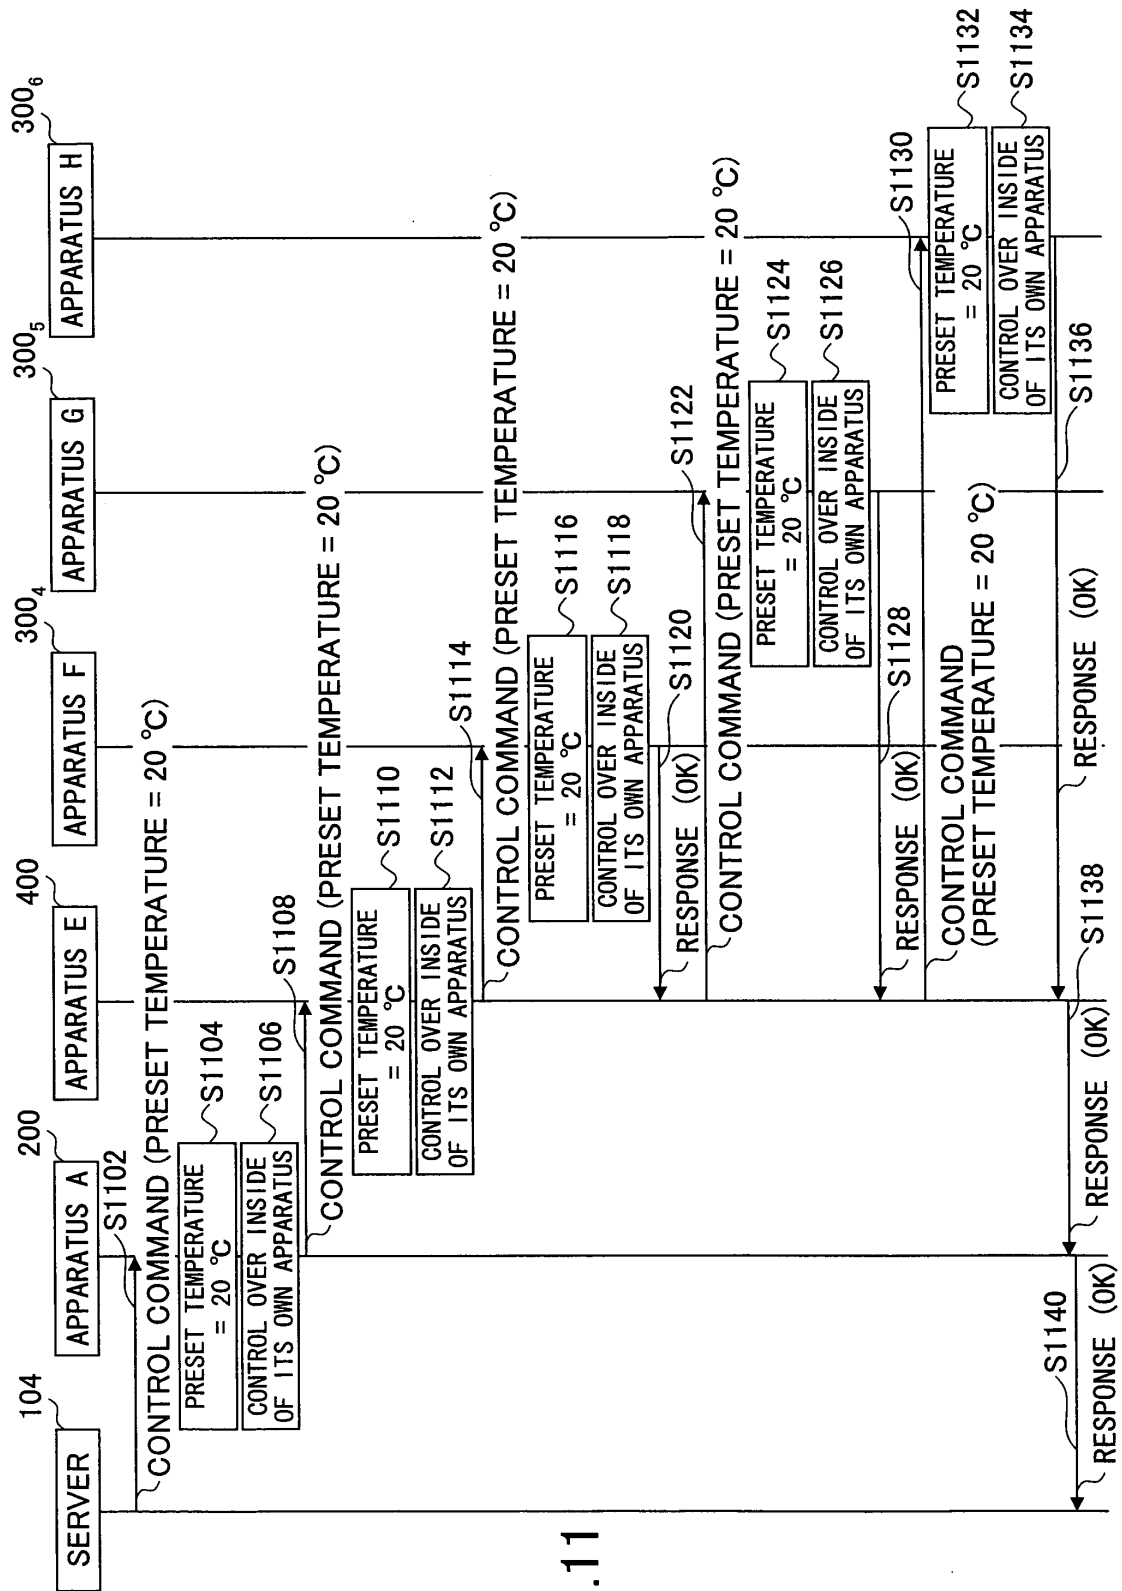 SERVER
104
APPARATUS A
200
APPARATUS E
400
APPARATUS F
300₄
APPARATUS G
300₅
APPARATUS H
300₆
S1102
CONTROL COMMAND (PRESET TEMPERATURE = 20 °C)
PRESET TEMPERATURE
= 20 °C
S1104
CONTROL OVER INSIDE
OF ITS OWN APPARATUS
S1106
S1108
CONTROL COMMAND (PRESET TEMPERATURE = 20 °C)
PRESET TEMPERATURE
= 20 °C
S1110
CONTROL OVER INSIDE
OF ITS OWN APPARATUS
S1112
S1114
CONTROL COMMAND (PRESET TEMPERATURE = 20 °C)
PRESET TEMPERATURE
= 20 °C
S1116
CONTROL OVER INSIDE
OF ITS OWN APPARATUS
S1118
S1120
RESPONSE (OK)
S1122
CONTROL COMMAND (PRESET TEMPERATURE = 20 °C)
PRESET TEMPERATURE
= 20 °C
S1124
CONTROL OVER INSIDE
OF ITS OWN APPARATUS
S1126
S1128
RESPONSE (OK)
S1130
CONTROL COMMAND
(PRESET TEMPERATURE = 20 °C)
PRESET TEMPERATURE
= 20 °C
S1132
CONTROL OVER INSIDE
OF ITS OWN APPARATUS
S1134
S1136
RESPONSE (OK)
S1138
RESPONSE (OK)
S1140
RESPONSE (OK)
.11